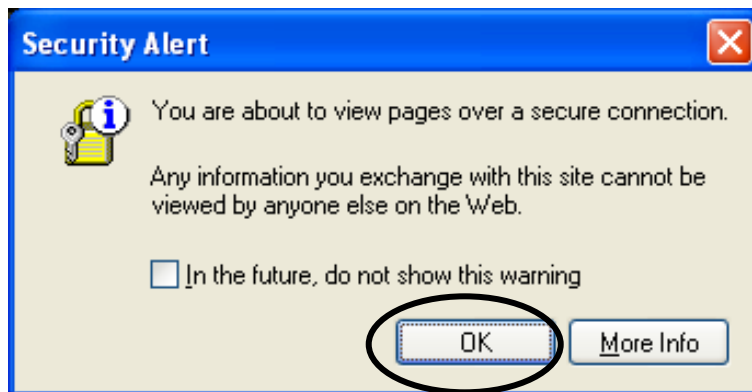 Security Alert
You are about to view pages over a secure connection.
Any information you exchange with this site cannot be
viewed by anyone else on the Web.
In the future, do not show this warning
OK More Info